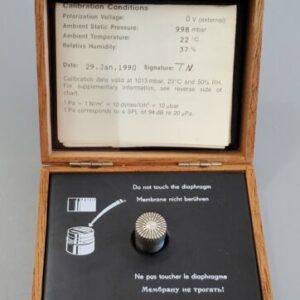 Calibration Conditions
Polarization Voltage: 0 V (external)
Ambient Static Pressure: 998 mbar
Ambient Temperature: 22 °C
Relative Humidity: 37 %
Date: 29.Jan,1990 Signature: TN
Calibration data valid at 1013 mbar, 23°C and 50% RH.
For supplementary information, see reverse side of
chart.
1 Pa = 1 N/m² = 10 dynes/cm² = 10 µbar
1 Pa corresponds to a SPL of 94 dB re 20 µPa.
Do not touch the diaphragm
Membrane nicht berühren
Ne pas toucher le diaphragme
Мембрану не трогать!